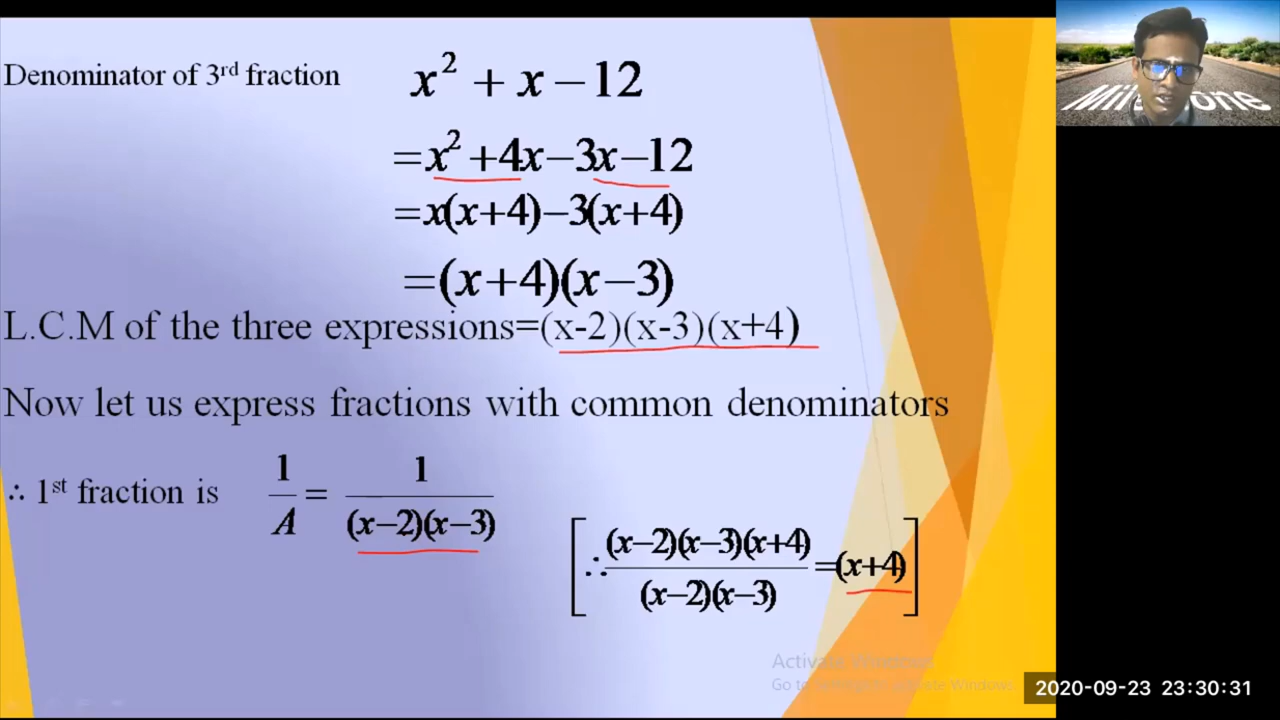 Denominator of 3rd fraction x² + x − 12
= x² + 4x − 3x − 12
= x(x+4) − 3(x+4)
= (x+4)(x−3)
L.C.M of the three expressions=(x-2)(x-3)(x+4)
Now let us express fractions with common denominators
∴ 1st fraction is 1/A = 1/(x−2)(x−3)
[∴ (x−2)(x−3)(x+4)/(x−2)(x−3) = (x+4)]
Activate Windows
2020-09-23 23:30:31